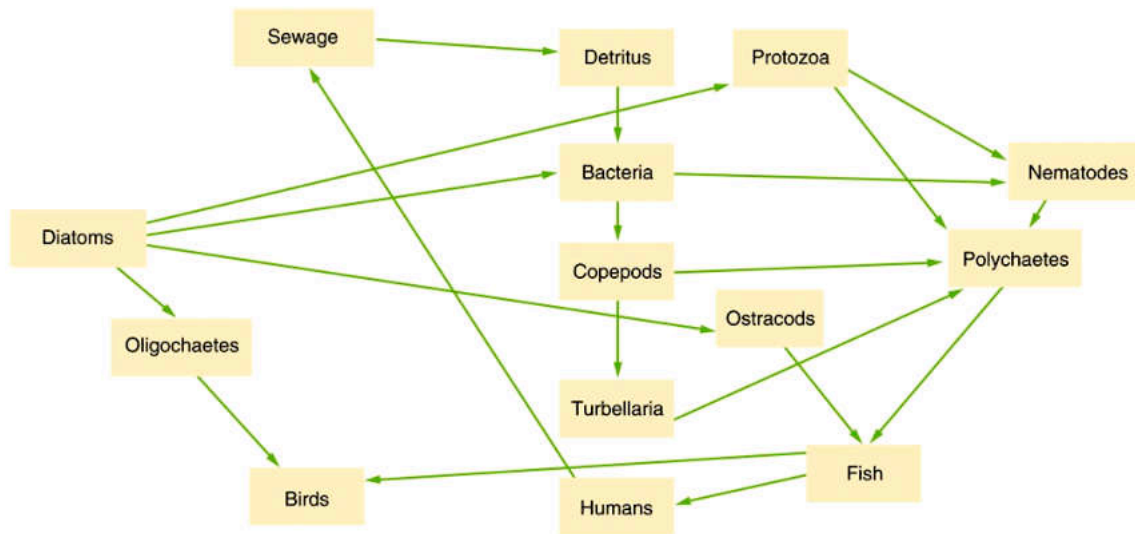 Sewage
Detritus
Protozoa
Bacteria
Nematodes
Diatoms
Copepods
Polychaetes
Ostracods
Oligochaetes
Turbellaria
Fish
Birds
Humans